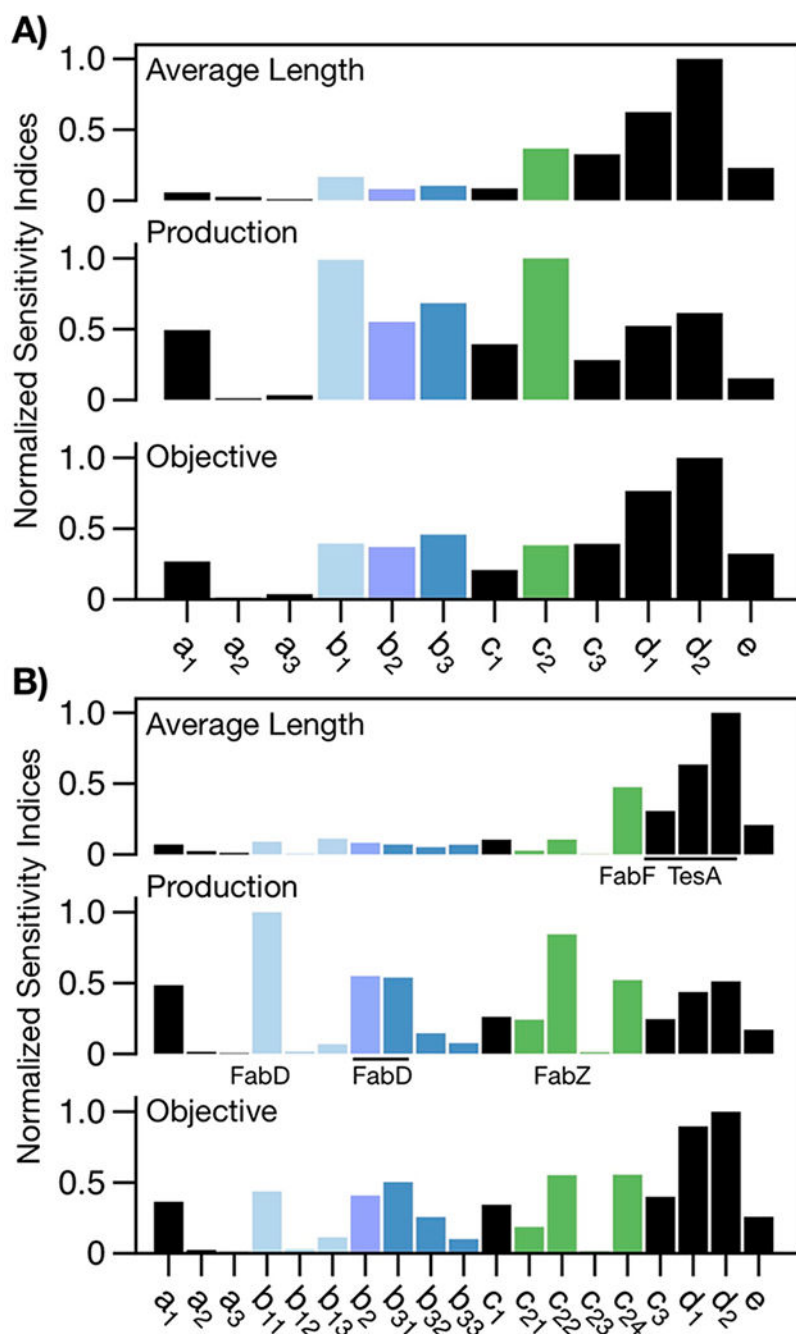 A)
Normalized Sensitivity Indices
Average Length
1.0
0.5
0
Production
1.0
0.5
0
Objective
1.0
0.5
0
a₁ a₂ a₃ b₁ b₂ b₃ c₁ c₂ c₃ d₁ d₂ e
B)
Normalized Sensitivity Indices
Average Length
1.0
0.5
0
FabF TesA
Production
1.0
0.5
0
FabD FabD FabZ
Objective
1.0
0.5
0
a₁ a₂ a₃ b₁₁ b₁₂ b₁₃ b₂ b₃₁ b₃₂ b₃₃ c₁ c₂₁ c₂₂ c₂₃ c₂₄ c₃ d₁ d₂ e